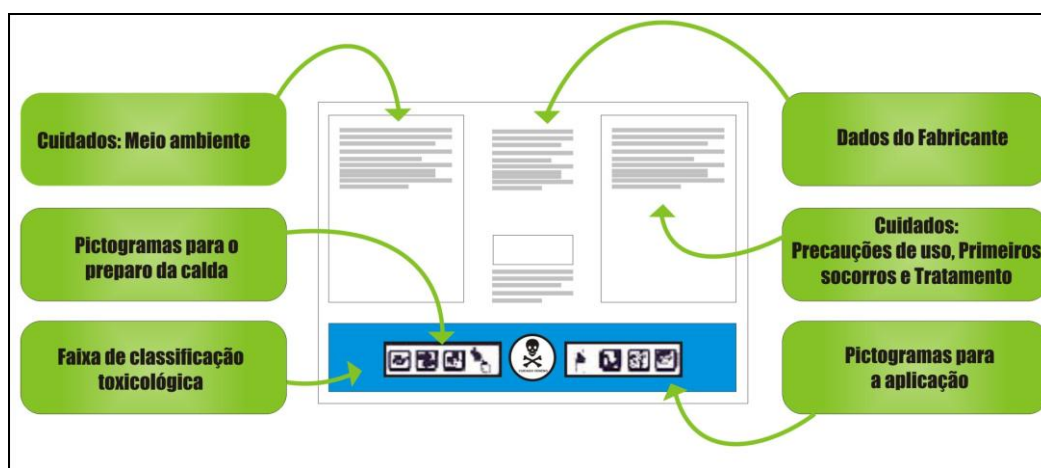 Cuidados: Meio ambiente
Dados do Fabricante
Pictogramas para o
preparo da calda
Cuidados:
Precauções de uso, Primeiros
socorros e Tratamento
Faixa de classificação
toxicológica
Pictogramas para
a aplicação